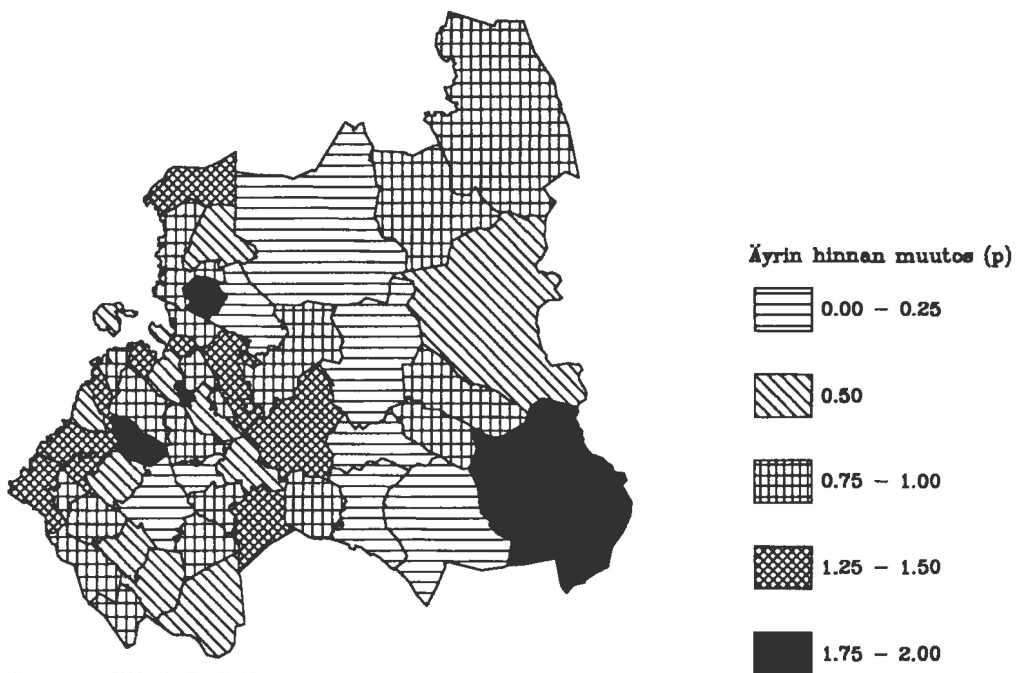 Äyrin hinnan muutos (p)
0.00 – 0.25
0.50
0.75 – 1.00
1.25 – 1.50
1.75 – 2.00